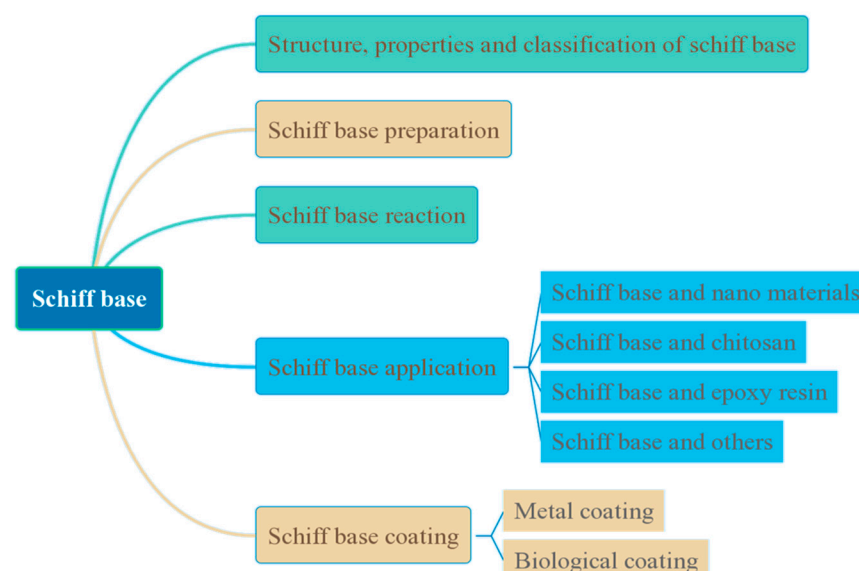 Structure, properties and classification of schiff base
Schiff base preparation
Schiff base reaction
Schiff base
Schiff base and nano materials
Schiff base and chitosan
Schiff base application
Schiff base and epoxy resin
Schiff base and others
Metal coating
Schiff base coating
Biological coating